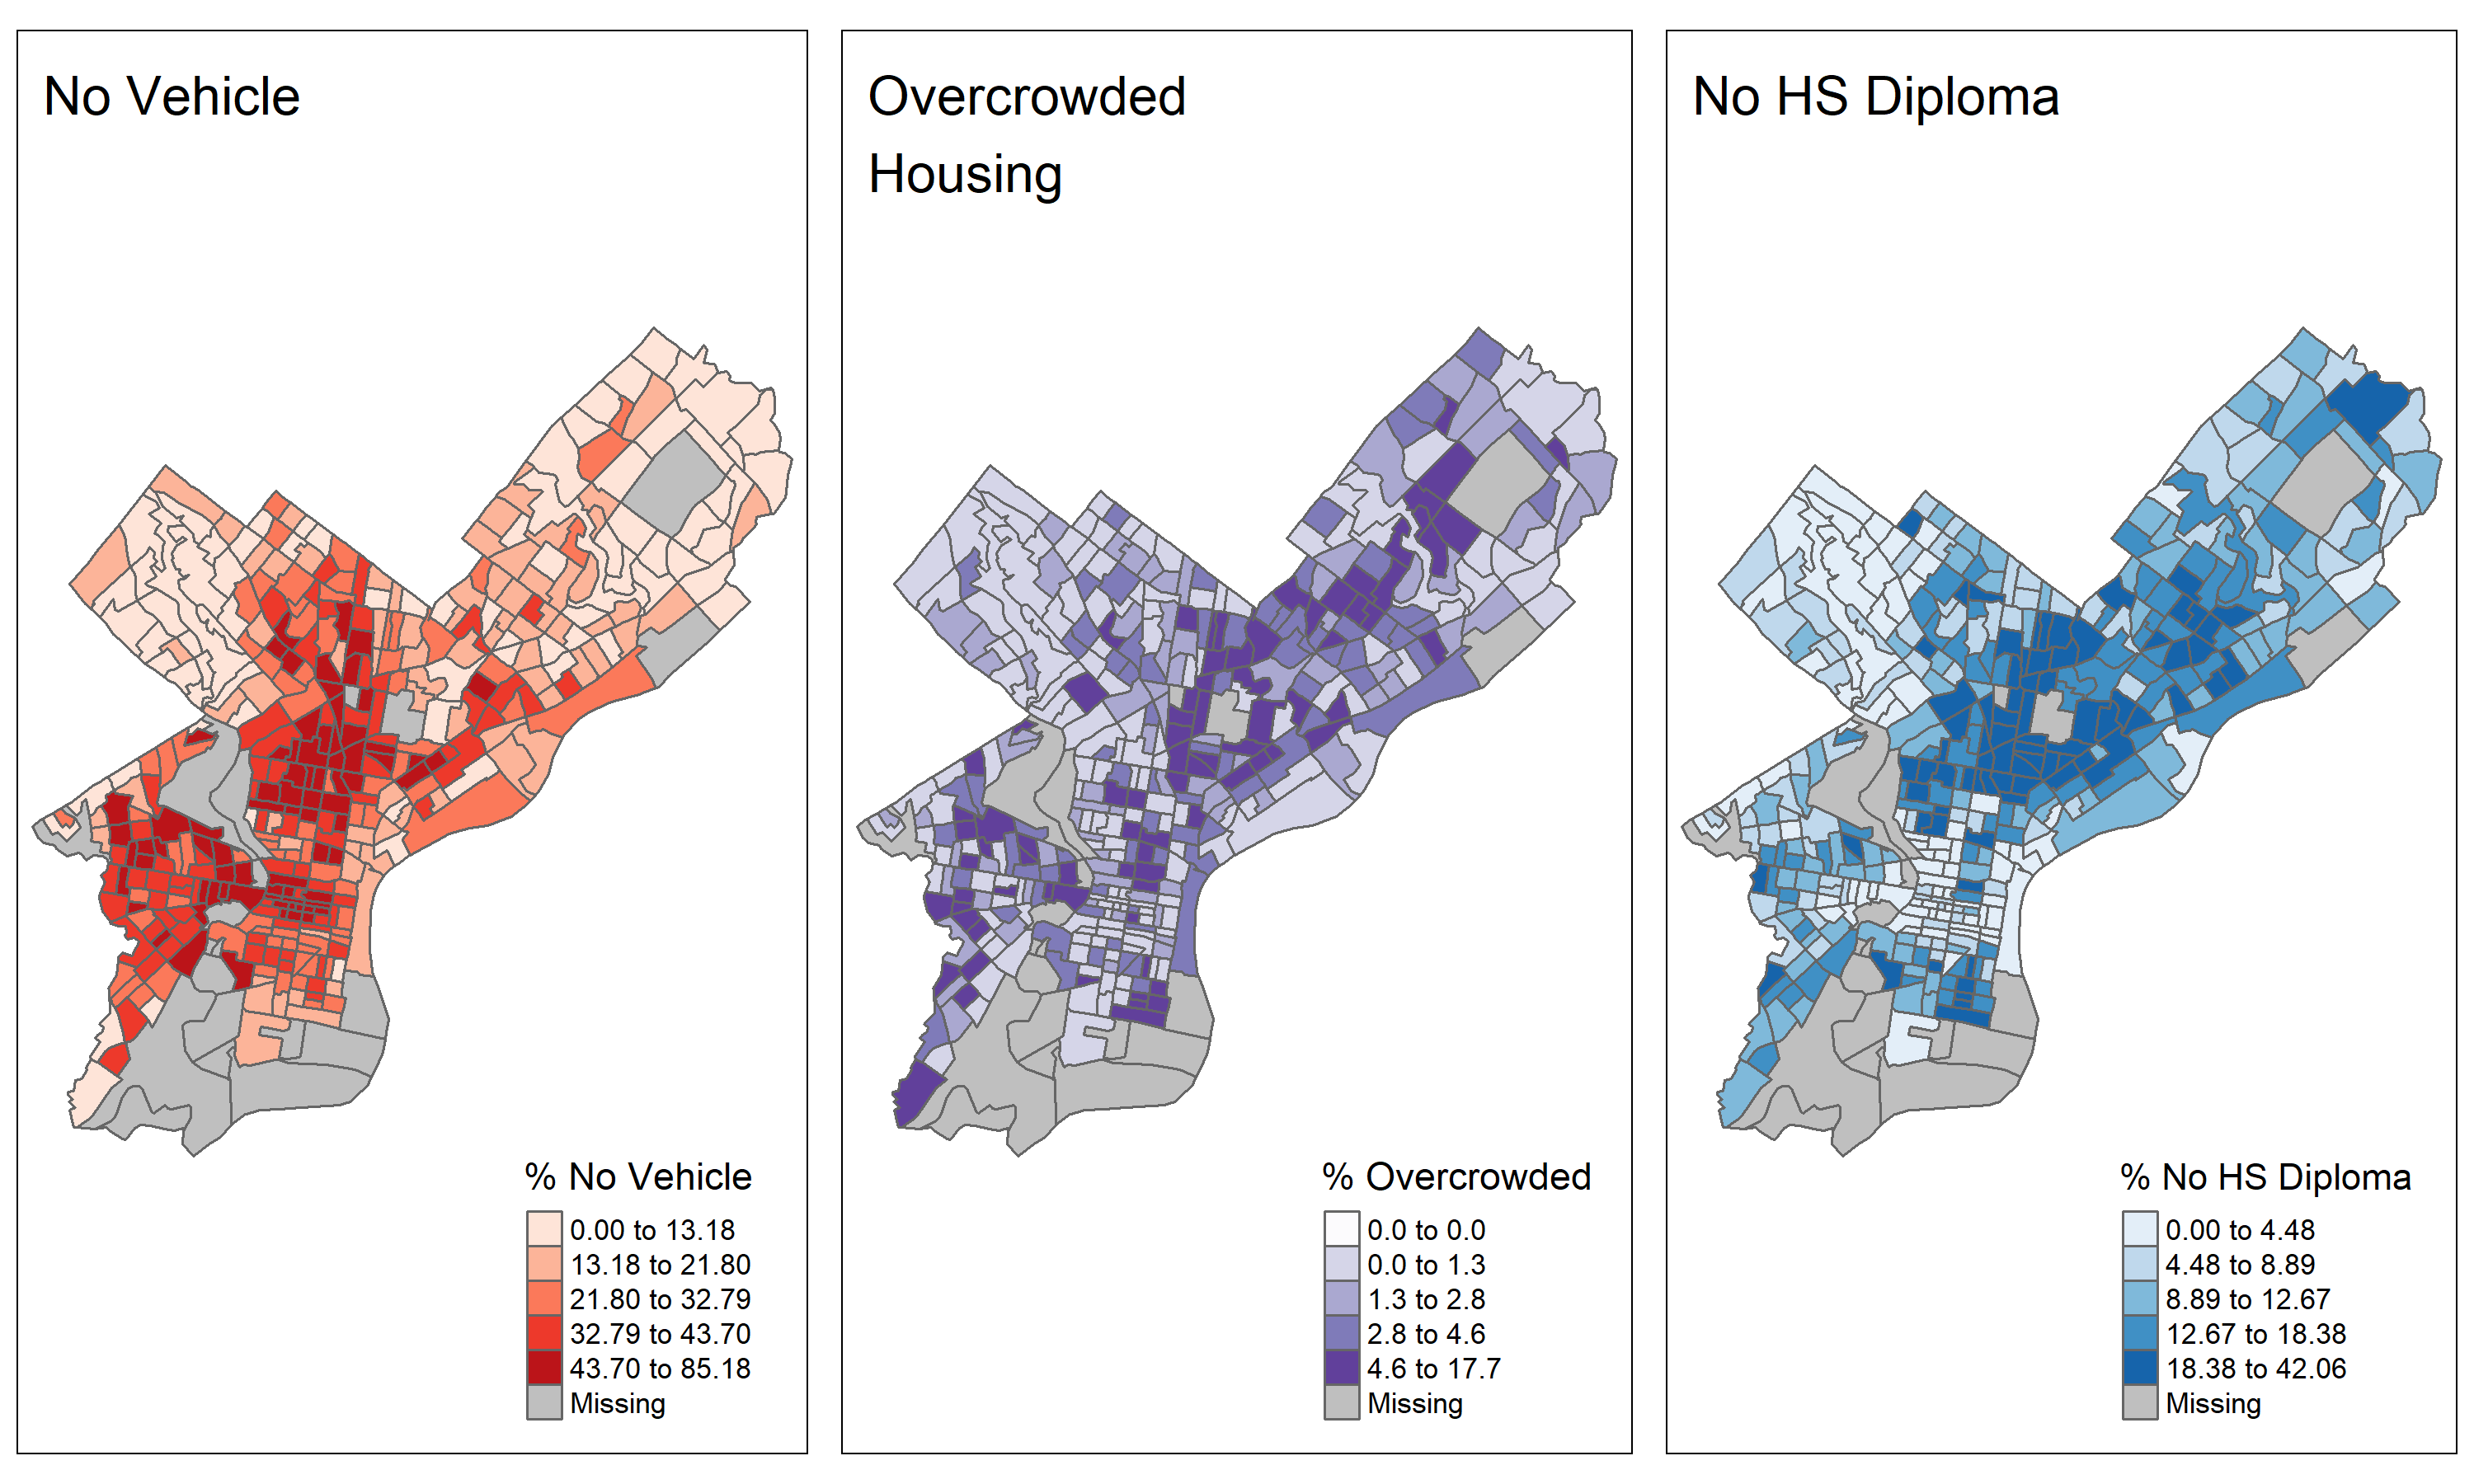 No Vehicle
% No Vehicle
0.00 to 13.18
13.18 to 21.80
21.80 to 32.79
32.79 to 43.70
43.70 to 85.18
Missing
Overcrowded
Housing
% Overcrowded
0.0 to 0.0
0.0 to 1.3
1.3 to 2.8
2.8 to 4.6
4.6 to 17.7
Missing
No HS Diploma
% No HS Diploma
0.00 to 4.48
4.48 to 8.89
8.89 to 12.67
12.67 to 18.38
18.38 to 42.06
Missing